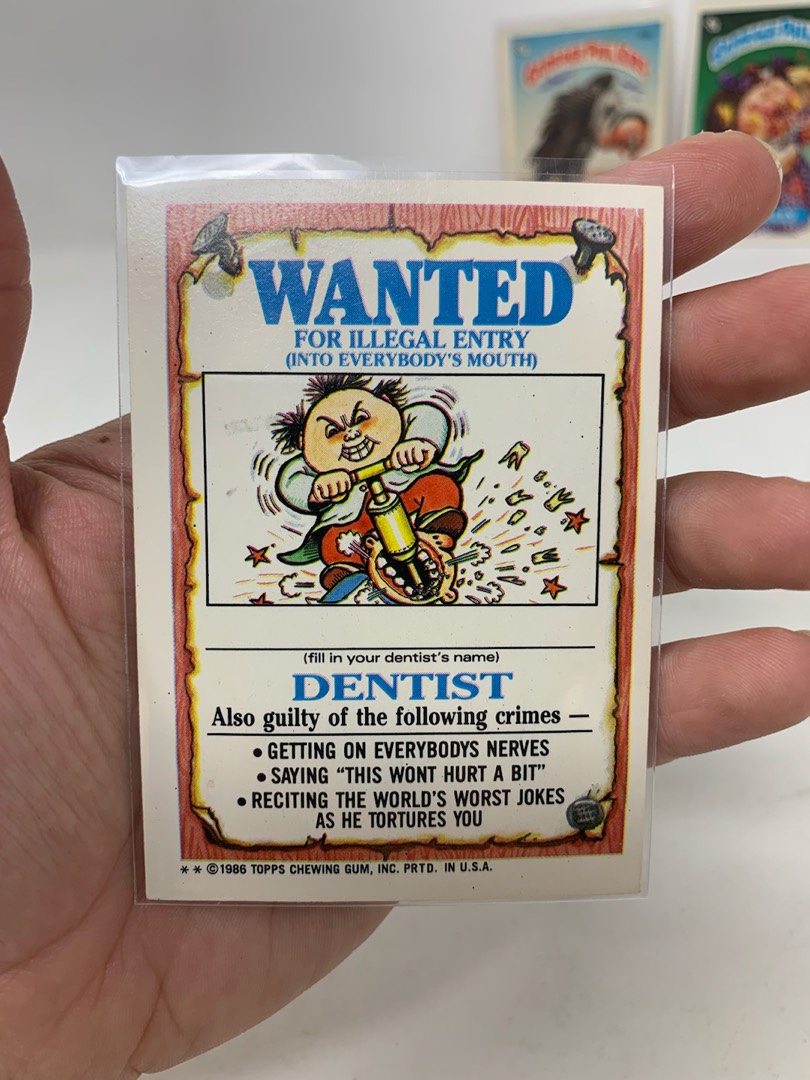 WANTED
FOR ILLEGAL ENTRY
(INTO EVERYBODY'S MOUTH)
(fill in your dentist's name)
DENTIST
Also guilty of the following crimes —
• GETTING ON EVERYBODYS NERVES
• SAYING "THIS WONT HURT A BIT"
• RECITING THE WORLD'S WORST JOKES
AS HE TORTURES YOU
** ©1986 TOPPS CHEWING GUM, INC. PRTD. IN U.S.A.